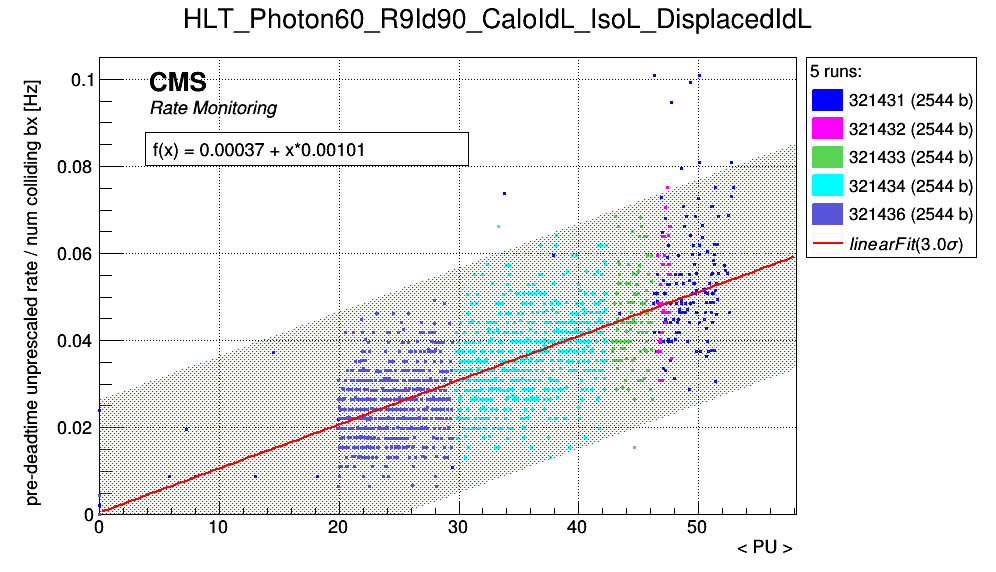 HLT_Photon60_R9Id90_CaloIdL_IsoL_DisplacedIdL
pre-deadtime unprescaled rate / num colliding bx [Hz]
0.1
0.08
0.06
0.04
0.02
0
CMS
Rate Monitoring
f(x) = 0.00037 + x*0.00101
0 10 20 30 40 50
< PU >
5 runs:
321431 (2544 b)
321432 (2544 b)
321433 (2544 b)
321434 (2544 b)
321436 (2544 b)
linearFit(3.0σ)